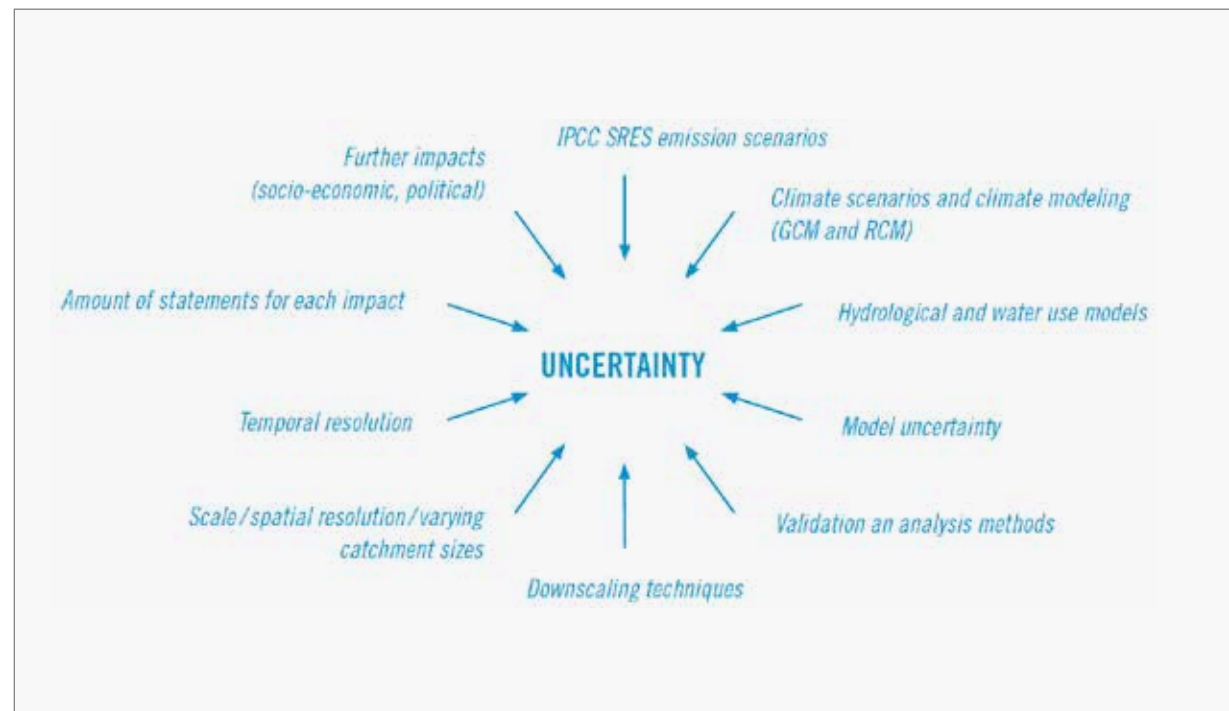 IPCC SRES emission scenarios
Further impacts
(socio-economic, political)
Climate scenarios and climate modeling
(GCM and RCM)
Amount of statements for each impact
Hydrological and water use models
UNCERTAINTY
Temporal resolution
Model uncertainty
Scale/spatial resolution/varying
catchment sizes
Validation an analysis methods
Downscaling techniques